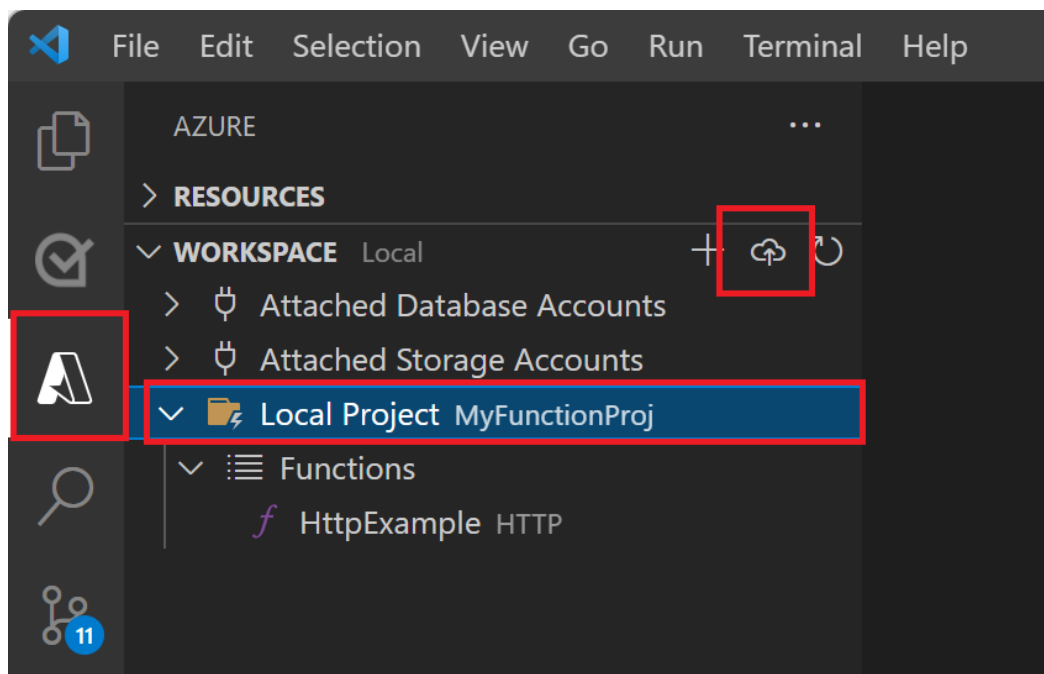 File Edit Selection View Go Run Terminal Help
AZURE
RESOURCES
WORKSPACE Local
Attached Database Accounts
Attached Storage Accounts
Local Project MyFunctionProj
Functions
HttpExample HTTP
11